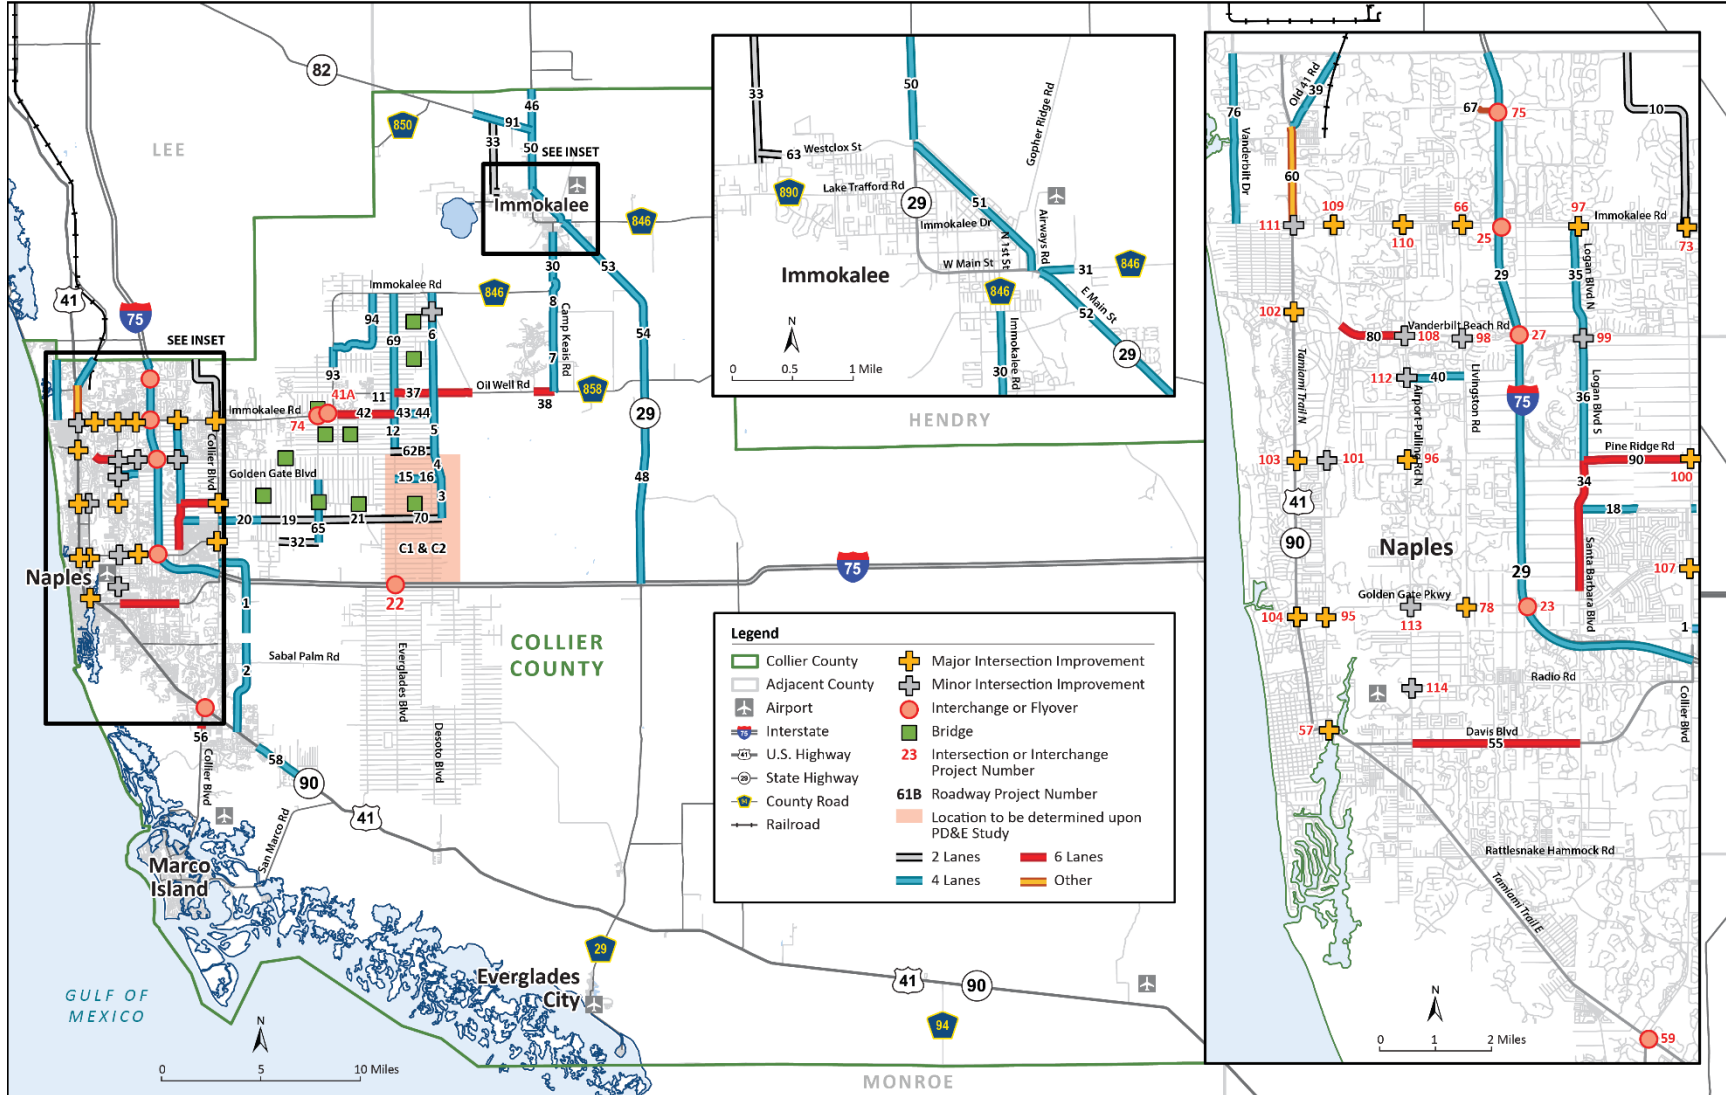 82
LEE
850
46
91
33
50
SEE INSET
Immokalee
846
53
30
Immokalee Rd
846
8
94
69
6
Camp Keais Rd
54
7
93
41
75
SEE INSET
Oil Well Rd
858
41A
11
37
38
Immokalee Rd
42
43
44
74
12
5
29
62B
4
Collier Blvd
Golden Gate Blvd
15
16
3
48
20
19
65
21
70
32
C1 & C2
75
Naples
22
1
2
Sabal Palm Rd
COLLIER
COUNTY
Everglades Blvd
Desoto Blvd
56
58
90
Collier Blvd
41
San Marco Rd
Marco
Island
29
Everglades
City
41
90
94
GULF OF
MEXICO
N
0
5
10 Miles
HENDRY
MONROE
33
50
63
Westclox St
Gopher Ridge Rd
890
Lake Trafford Rd
29
51
Immokalee Dr
N 1st St
Airways Rd
W Main St
31
846
Immokalee
846
E Main St
52
29
Immokalee Rd
30
N
0
0.5
1 Mile
Legend
Collier County
Adjacent County
Airport
75
Interstate
41
U.S. Highway
29
State Highway
County Road
Railroad
Major Intersection Improvement
Minor Intersection Improvement
Interchange or Flyover
Bridge
23
Intersection or Interchange
Project Number
61B
Roadway Project Number
Location to be determined upon
PD&E Study
2 Lanes
6 Lanes
4 Lanes
Other
76
Vanderbilt Dr
Old 41 Rd
39
67
75
10
60
109
66
97
Immokalee Rd
111
110
25
73
29
35
Logan Blvd N
102
Vanderbilt Beach Rd
80
108
98
27
99
Tamiami Trail N
112
40
Livingston Rd
Airport-Pulling Rd N
75
36
Logan Blvd S
Pine Ridge Rd
103
101
96
90
100
34
41
18
90
Naples
Santa Barbara Blvd
107
29
Golden Gate Pkwy
104
95
113
78
23
1
Radio Rd
114
Collier Blvd
57
Davis Blvd
55
Rattlesnake Hammock Rd
Tamiami Trail E
N
0
1
2 Miles
59